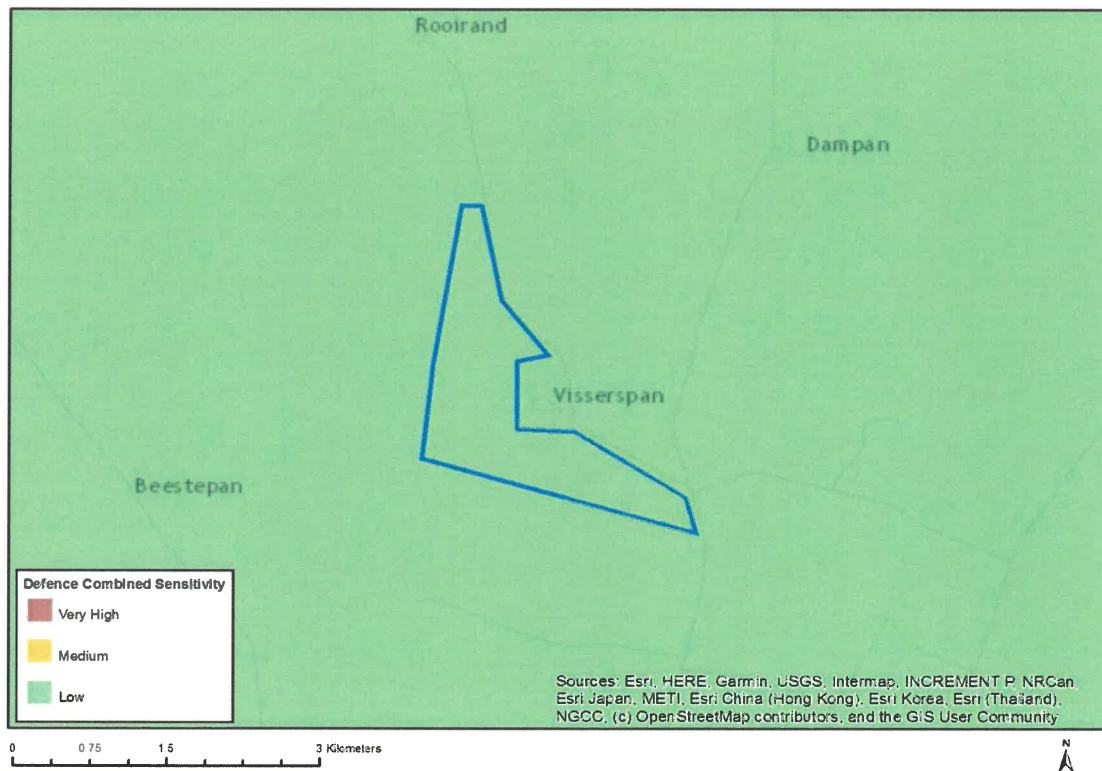 Rooirand
Dampan
Visserspan
Beestepan
Defence Combined Sensitivity
Very High
Medium
Low
Sources: Esri, HERE, Garmin, USGS, Intermap, INCREMENT P, NRCan,
Esri Japan, METI, Esri China (Hong Kong), Esri Korea, Esri (Thailand),
NGCC, (c) OpenStreetMap contributors, and the GIS User Community
0 0.75 1.5 3 Kilometers
N